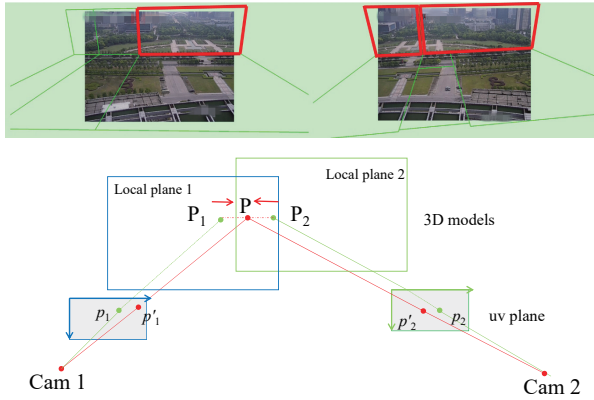 Local plane 1
Local plane 2
P₁
P
P₂
3D models
p₁
p'₁
p'₂
p₂
uv plane
Cam 1
Cam 2